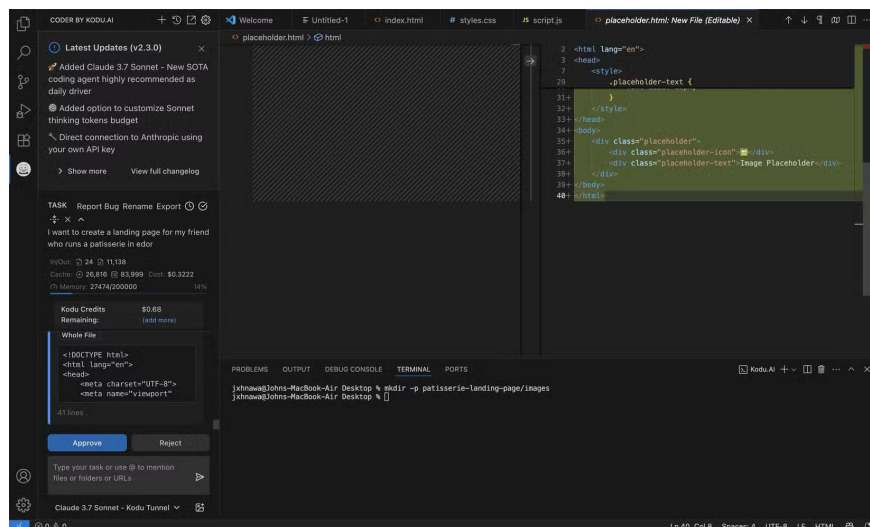 CODER BY KODU.AI
Latest Updates (v2.3.0)
🚀 Added Claude 3.7 Sonnet - New SOTA
coding agent highly recommended as
daily driver
Added option to customize Sonnet
thinking tokens budget
Direct connection to Anthropic using
your own API key
> Show more View full changelog
TASK Report Bug Rename Export
I want to create a landing page for my friend
who runs a patisserie in edor
In/Out: 24 11,138
Cache: 26,816 83,999 Cost: $0.3222
Memory: 27474/200000 14%
Kodu Credits $0.68
Remaining: (add more)
Whole File
<!DOCTYPE html>
<html lang="en">
<head>
<meta charset="UTF-8">
<meta name="viewport"
41 lines
Approve Reject
Type your task or use @ to mention
files or folders or URLs
Claude 3.7 Sonnet - Kodu Tunnel
Welcome Untitled-1 index.html # styles.css JS script.js placeholder.html: New File (Editable)
placeholder.html > html
2 <html lang="en">
3 <head>
7 <style>
29 .placeholder-text {
31+ }
32+ </style>
33+ </head>
34+ <body>
35+ <div class="placeholder">
36+ <div class="placeholder-icon"></div>
37+ <div class="placeholder-text">Image Placeholder</div>
38+ </div>
39+ </body>
40+ </html>
PROBLEMS OUTPUT DEBUG CONSOLE TERMINAL PORTS
Kodu.AI
jxhnawa@Johns-MacBook-Air Desktop % mkdir -p patisserie-landing-page/images
jxhnawa@Johns-MacBook-Air Desktop %
0 0 0
Ln 40, Col 8 Spaces: 4 UTF-8 LF HTML